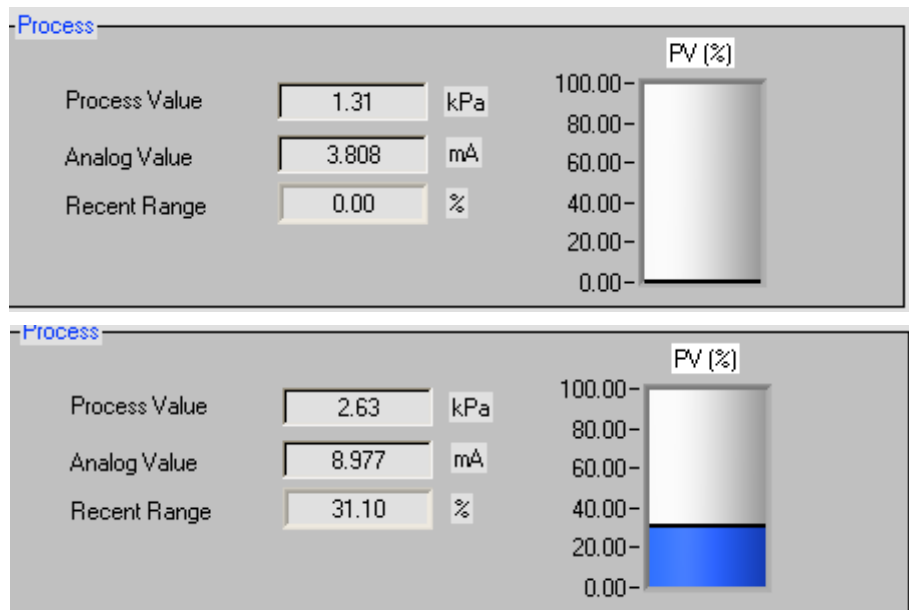 Process
PV (%)
Process Value 1.31 kPa
Analog Value 3.808 mA
Recent Range 0.00 %
100.00
80.00
60.00
40.00
20.00
0.00
Process
PV (%)
Process Value 2.63 kPa
Analog Value 8.977 mA
Recent Range 31.10 %
100.00
80.00
60.00
40.00
20.00
0.00